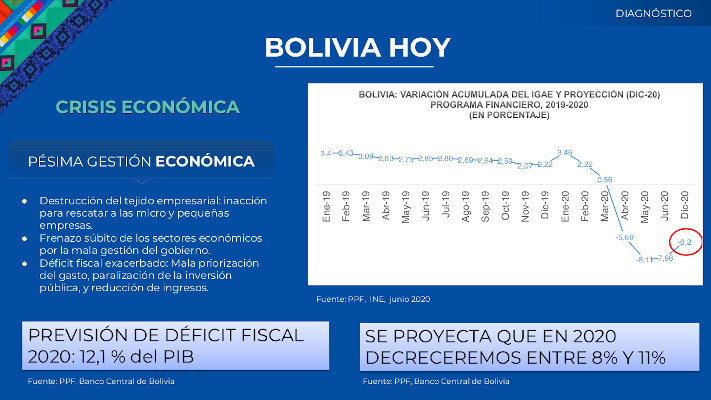 DIAGNÓSTICO
BOLIVIA HOY
CRISIS ECONÓMICA
PÉSIMA GESTIÓN ECONÓMICA
● Destrucción del tejido empresarial: inacción
para rescatar a las micro y pequeñas
empresas.
● Frenazo súbito de los sectores económicos
por la mala gestión del gobierno.
● Déficit fiscal exacerbado: Mala priorización
del gasto, paralización de la inversión
pública, y reducción de ingresos.
BOLIVIA: VARIACIÓN ACUMULADA DEL IGAE Y PROYECCIÓN (DIC-20)
PROGRAMA FINANCIERO, 2019-2020
(EN PORCENTAJE)
3,4 3,43 3,09 2,83 2,75 2,85 2,86 2,69 2,64 2,59 2,07 2,22 3,46 2,22 0,56 -5,69 -8,11 -7,96 -6,2
Ene-19 Feb-19 Mar-19 Abr-19 May-19 Jun-19 Jul-19 Ago-19 Sep-19 Oct-19 Nov-19 Dic-19 Ene-20 Feb-20 Mar-20 Abr-20 May-20 Jun-20 Dic-20
Fuente: PPF, INE, junio 2020
PREVISIÓN DE DÉFICIT FISCAL
2020: 12,1 % del PIB
Fuente: PPF, Banco Central de Bolivia
SE PROYECTA QUE EN 2020
DECRECEREMOS ENTRE 8% Y 11%
Fuente: PPF, Banco Central de Bolivia